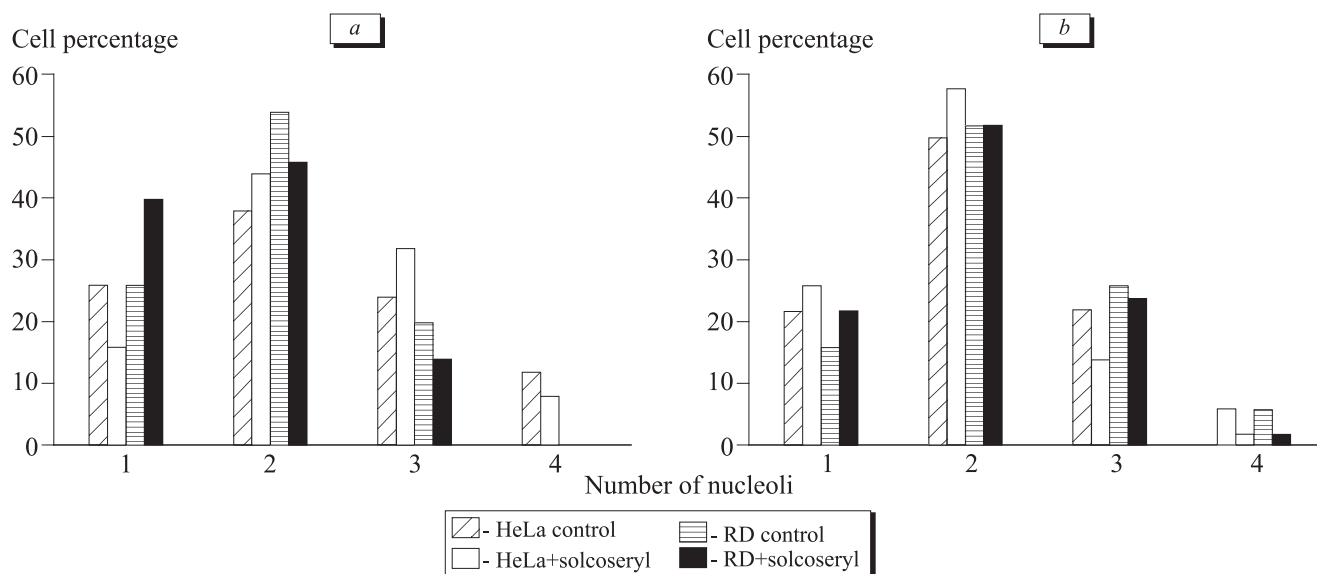 a
Cell percentage
60
50
40
30
20
10
0
1 2 3 4
b
Cell percentage
60
50
40
30
20
10
0
1 2 3 4
Number of nucleoli
- HeLa control
- HeLa+solcoseryl
- RD control
- RD+solcoseryl